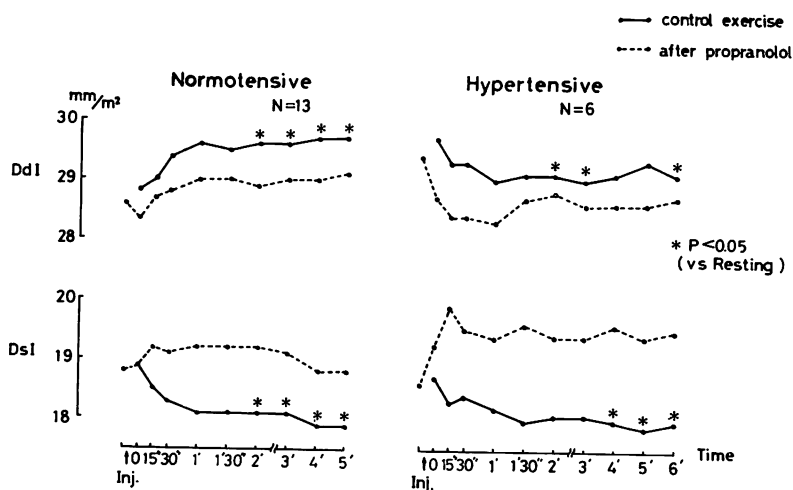 control exercise
after propranolol
Normotensive
N=13
Hypertensive
N=6
mm/m²
30
DdI
29
28
* * * *
* * *
* P<0.05
(vs Resting)
20
DsI
19
18
* * * *
* * *
t0 15" 30" 1' 1'30" 2' 3' 4' 5'
Inj.
t0 15" 30" 1' 1'30" 2' 3' 4' 5' 6'
Inj.
Time